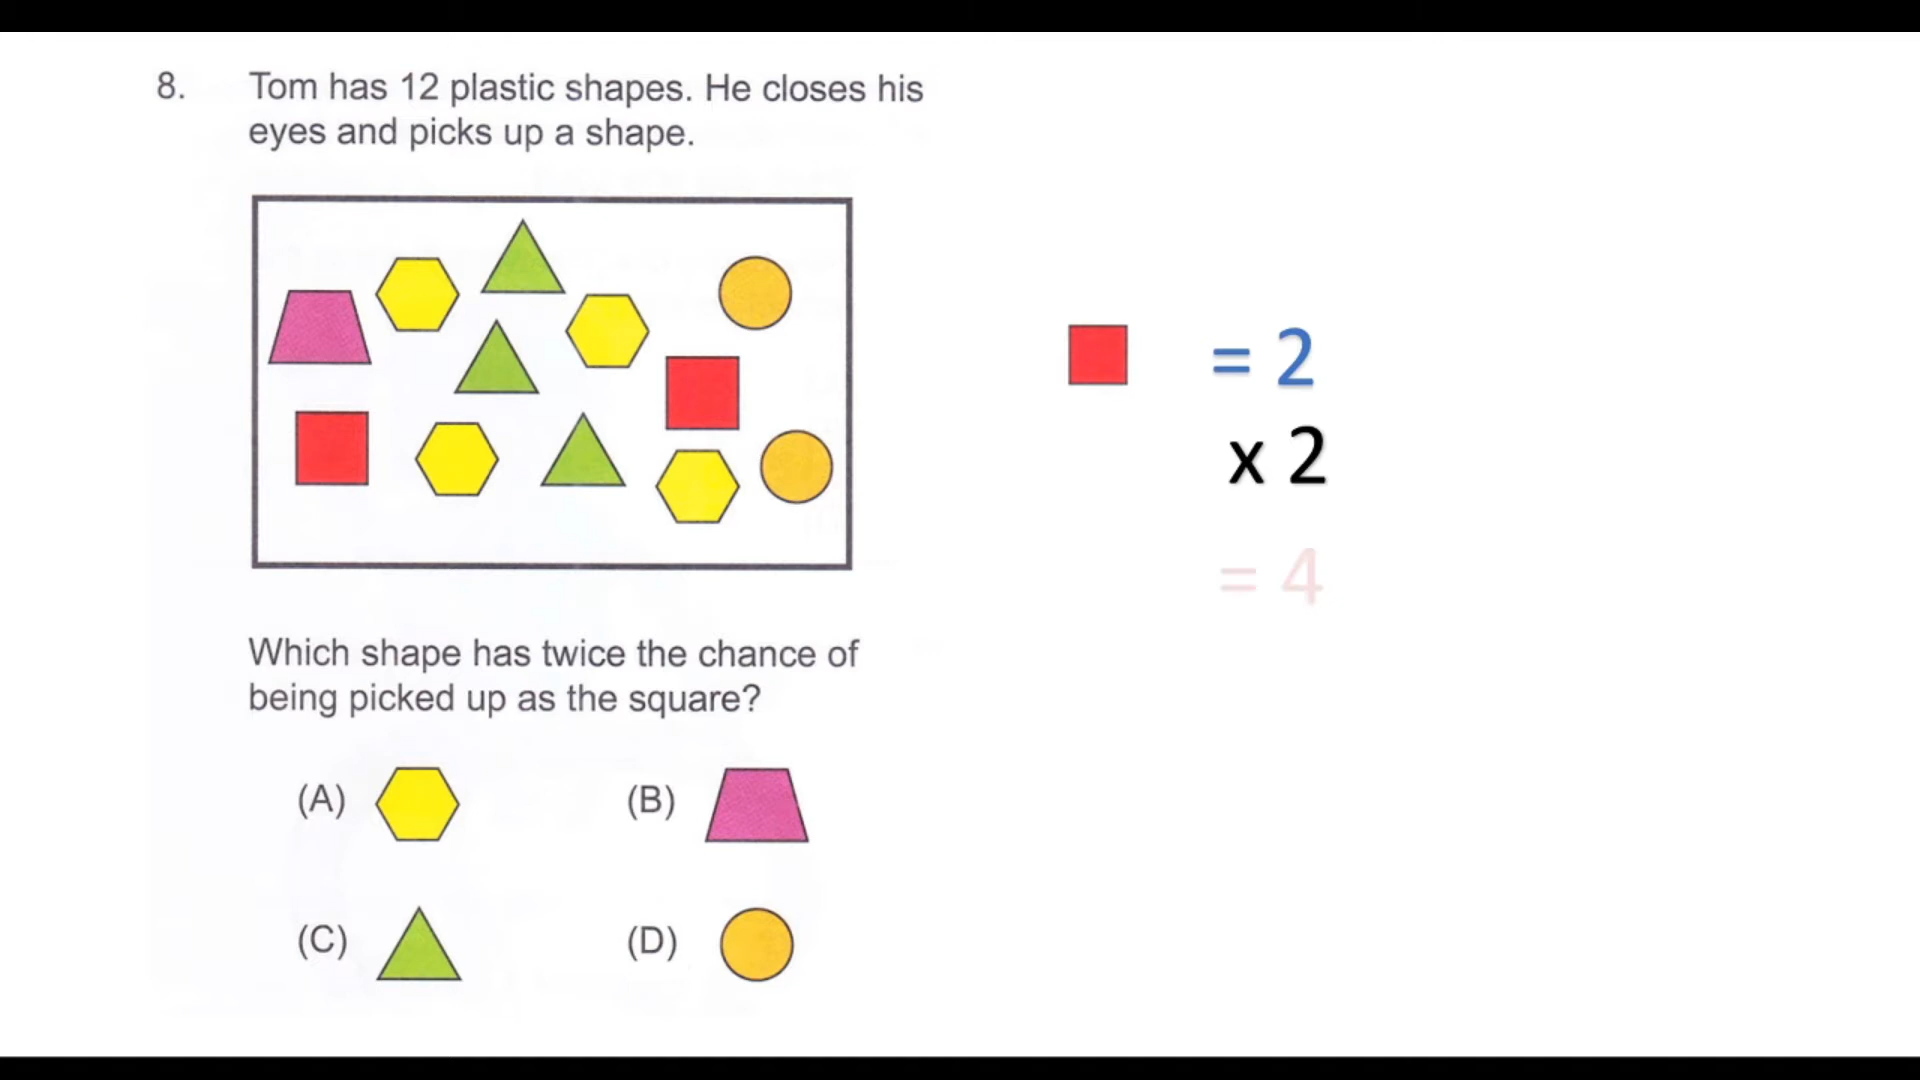 8. Tom has 12 plastic shapes. He closes his
eyes and picks up a shape.
= 2
x 2
= 4
Which shape has twice the chance of
being picked up as the square?
(A) (B)
(C) (D)